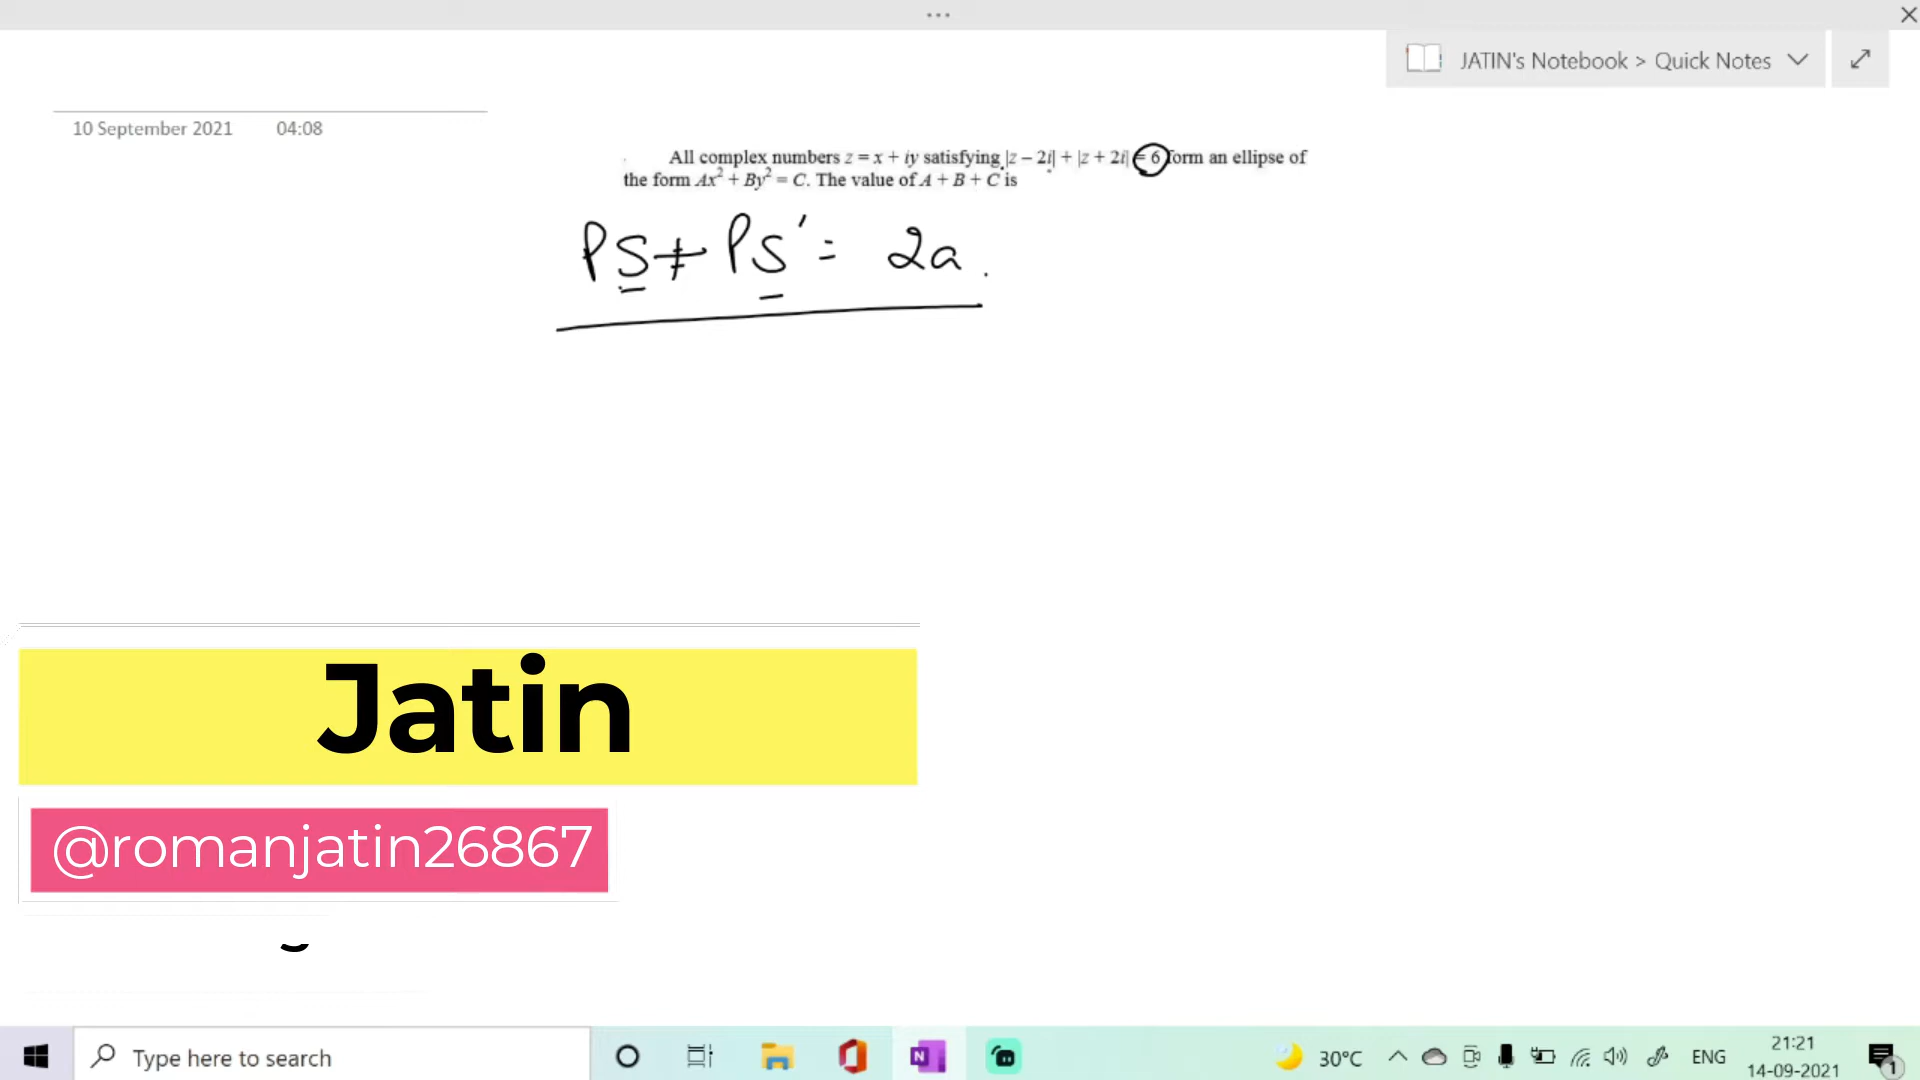 JATIN's Notebook > Quick Notes
10 September 2021 04:08
All complex numbers z = x + iy satisfying |z − 2i| + |z + 2i| = 6 form an ellipse of
the form Ax² + By² = C. The value of A + B + C is
PS + PS' = 2a.
Jatin
@romanjatin26867
Type here to search
30°C
ENG
21:21
14-09-2021
1